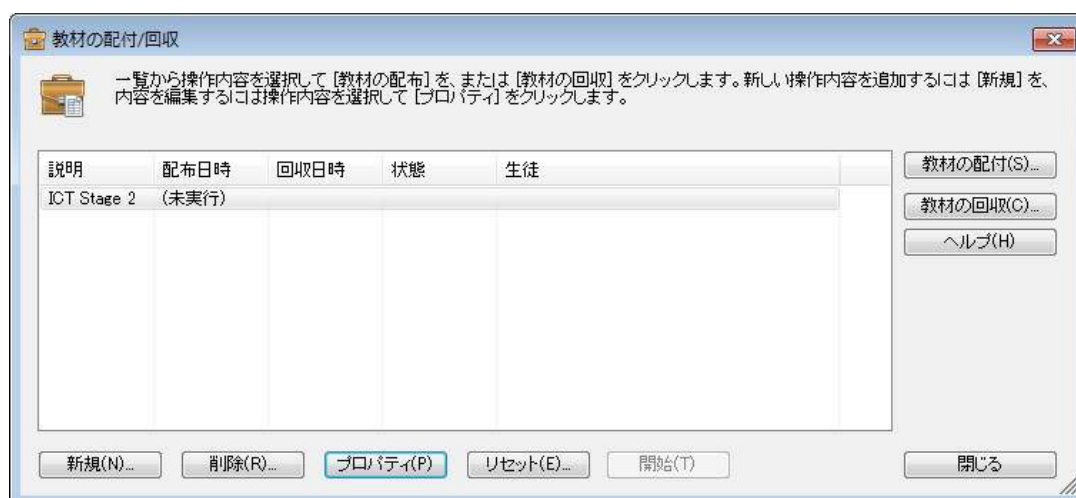 教材の配付/回収
一覧から操作内容を選択して [教材の配布] を、または [教材の回収] をクリックします。新しい操作内容を追加するには [新規] を、
内容を編集するには操作内容を選択して [プロパティ] をクリックします。
説明 配布日時 回収日時 状態 生徒
ICT Stage 2 (未実行)
教材の配付(S)...
教材の回収(C)...
ヘルプ(H)
新規(N)... 削除(R)... プロパティ(P) リセット(E)... 開始(T) 閉じる